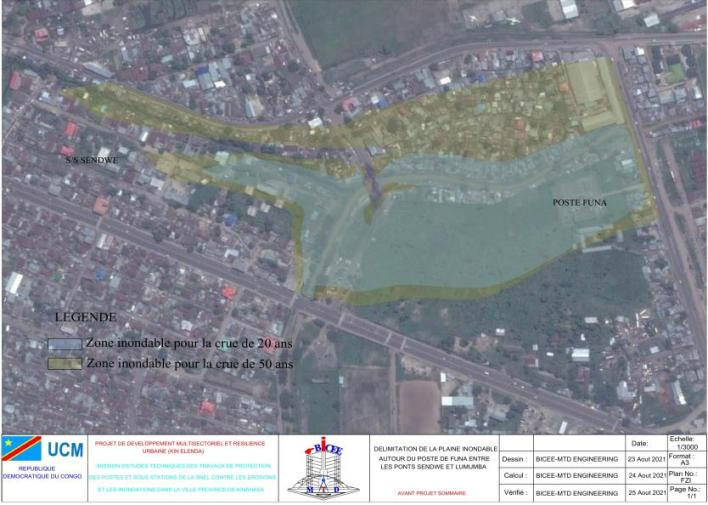 S/S SENDWE
POSTE FUNA
LEGENDE
Zone inondable pour la crue de 20 ans
Zone inondable pour la crue de 50 ans
UCM
REPUBLIQUE
DEMOCRATIQUE DU CONGO
PROJET DE DEVELOPPEMENT MULTISECTORIEL ET RESILIENCE
URBAINE (KIN ELENDA)
MISSION D'ETUDES TECHNIQUES DES TRAVAUX DE PROTECTION
DES POSTES ET SOUS STATIONS DE LA SNEL CONTRE LES EROSIONS
ET LES INONDATIONS DANS LA VILLE PROVINCE DE KINSHASA
BICEE
M T D
DELIMITATION DE LA PLAINE INONDABLE
AUTOUR DU POSTE DE FUNA ENTRE
LES PONTS SENDWE ET LUMUMBA
AVANT PROJET SOMMAIRE
Date:
Echelle:
1/3000
Dessin :
BICEE-MTD ENGINEERING
23 Aout 2021
Format :
A3
Calcul :
BICEE-MTD ENGINEERING
24 Aout 2021
Plan No.:
FZI
Vérifié :
BICEE-MTD ENGINEERING
25 Aout 2021
Page No.:
1/1